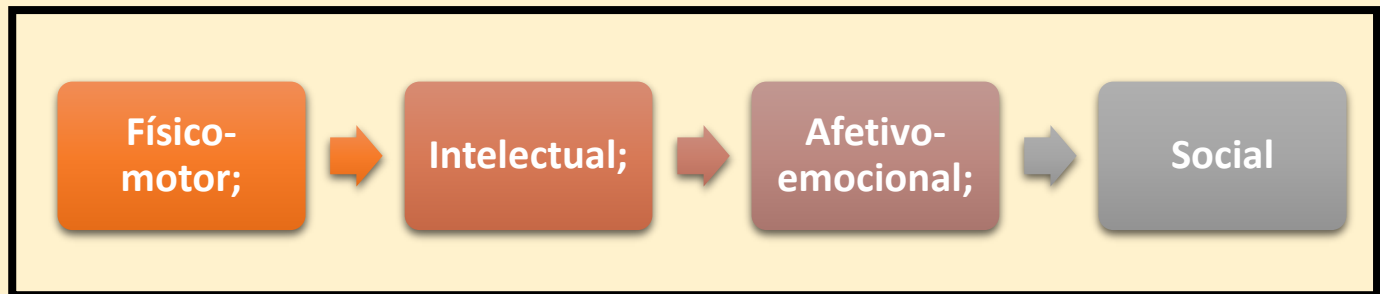 Físico-
motor;
Intelectual;
Afetivo-
emocional;
Social